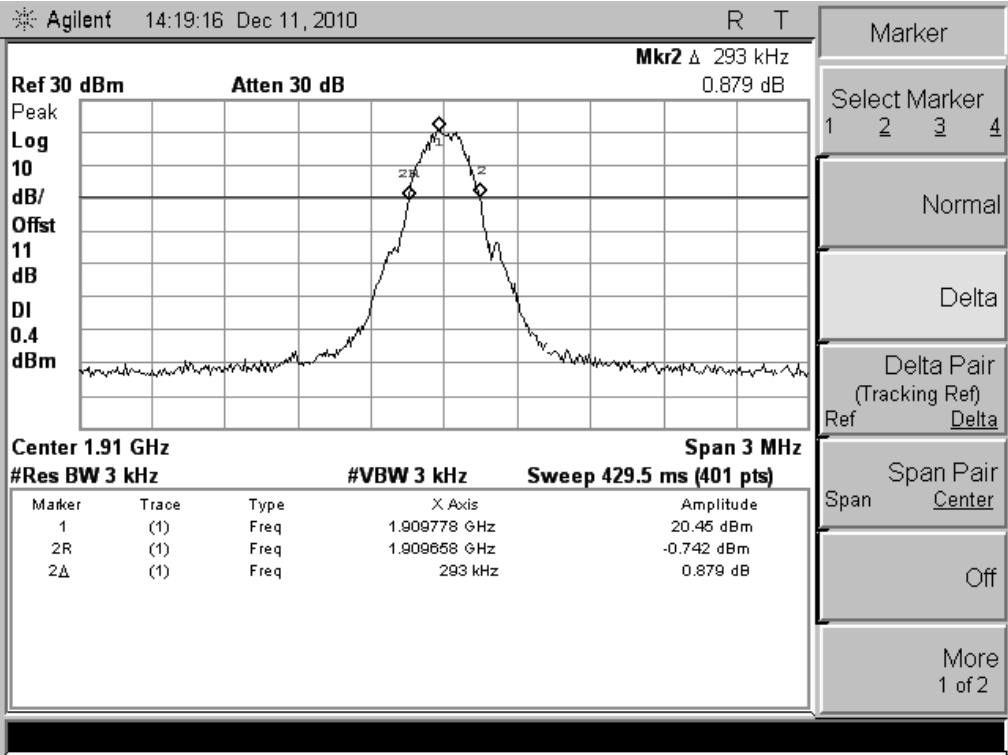 Agilent 14:19:16 Dec 11, 2010 R T
Mkr2 Δ 293 kHz
Ref 30 dBm Atten 30 dB 0.879 dB
Peak
Log
10
dB/
Offst
11
dB
DI
0.4
dBm
1
2R
2
Center 1.91 GHz Span 3 MHz
#Res BW 3 kHz #VBW 3 kHz Sweep 429.5 ms (401 pts)
Marker Trace Type X Axis Amplitude
1 (1) Freq 1.909778 GHz 20.45 dBm
2R (1) Freq 1.909658 GHz -0.742 dBm
2Δ (1) Freq 293 kHz 0.879 dB
Marker
Select Marker
1 2 3 4
Normal
Delta
Delta Pair
(Tracking Ref)
Ref Delta
Span Pair
Span Center
Off
More
1 of 2